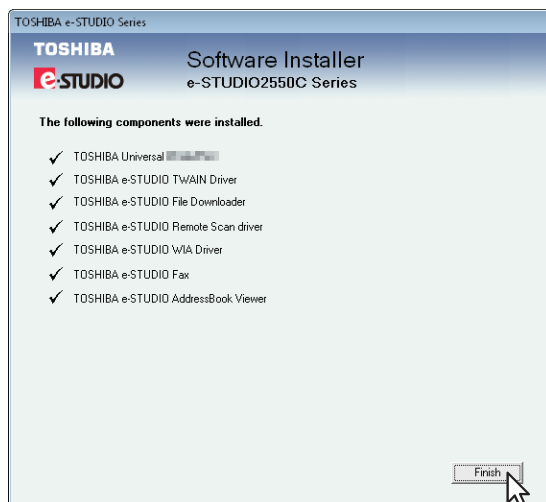 TOSHIBA e-STUDIO Series
TOSHIBA
e-STUDIO
Software Installer
e-STUDIO2550C Series
The following components were installed.
TOSHIBA Universal
TOSHIBA e-STUDIO TWAIN Driver
TOSHIBA e-STUDIO File Downloader
TOSHIBA e-STUDIO Remote Scan driver
TOSHIBA e-STUDIO WIA Driver
TOSHIBA e-STUDIO Fax
TOSHIBA e-STUDIO AddressBook Viewer
Finish